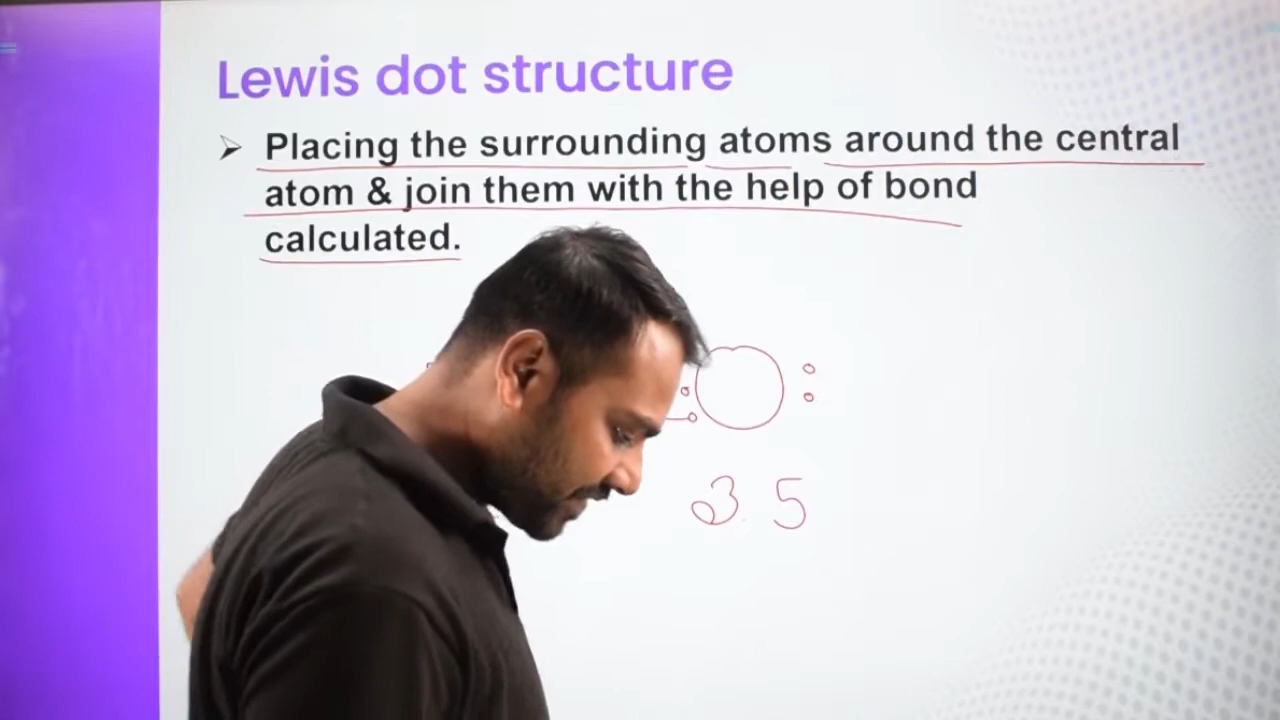 Lewis dot structure
Placing the surrounding atoms around the central
atom & join them with the help of bond
calculated.
3.5